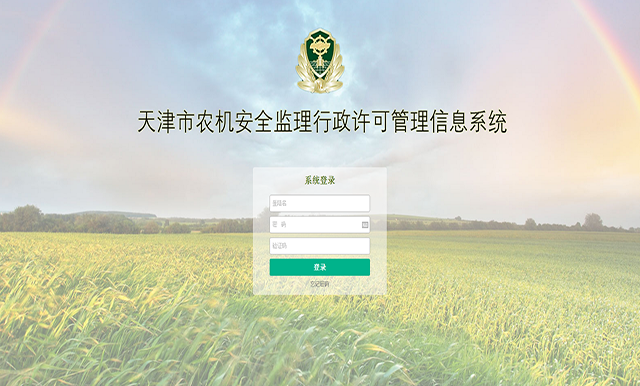 天津市农机安全监理行政许可管理信息系统
系统登录
登陆名
密 码
验证码
登录
忘记密码